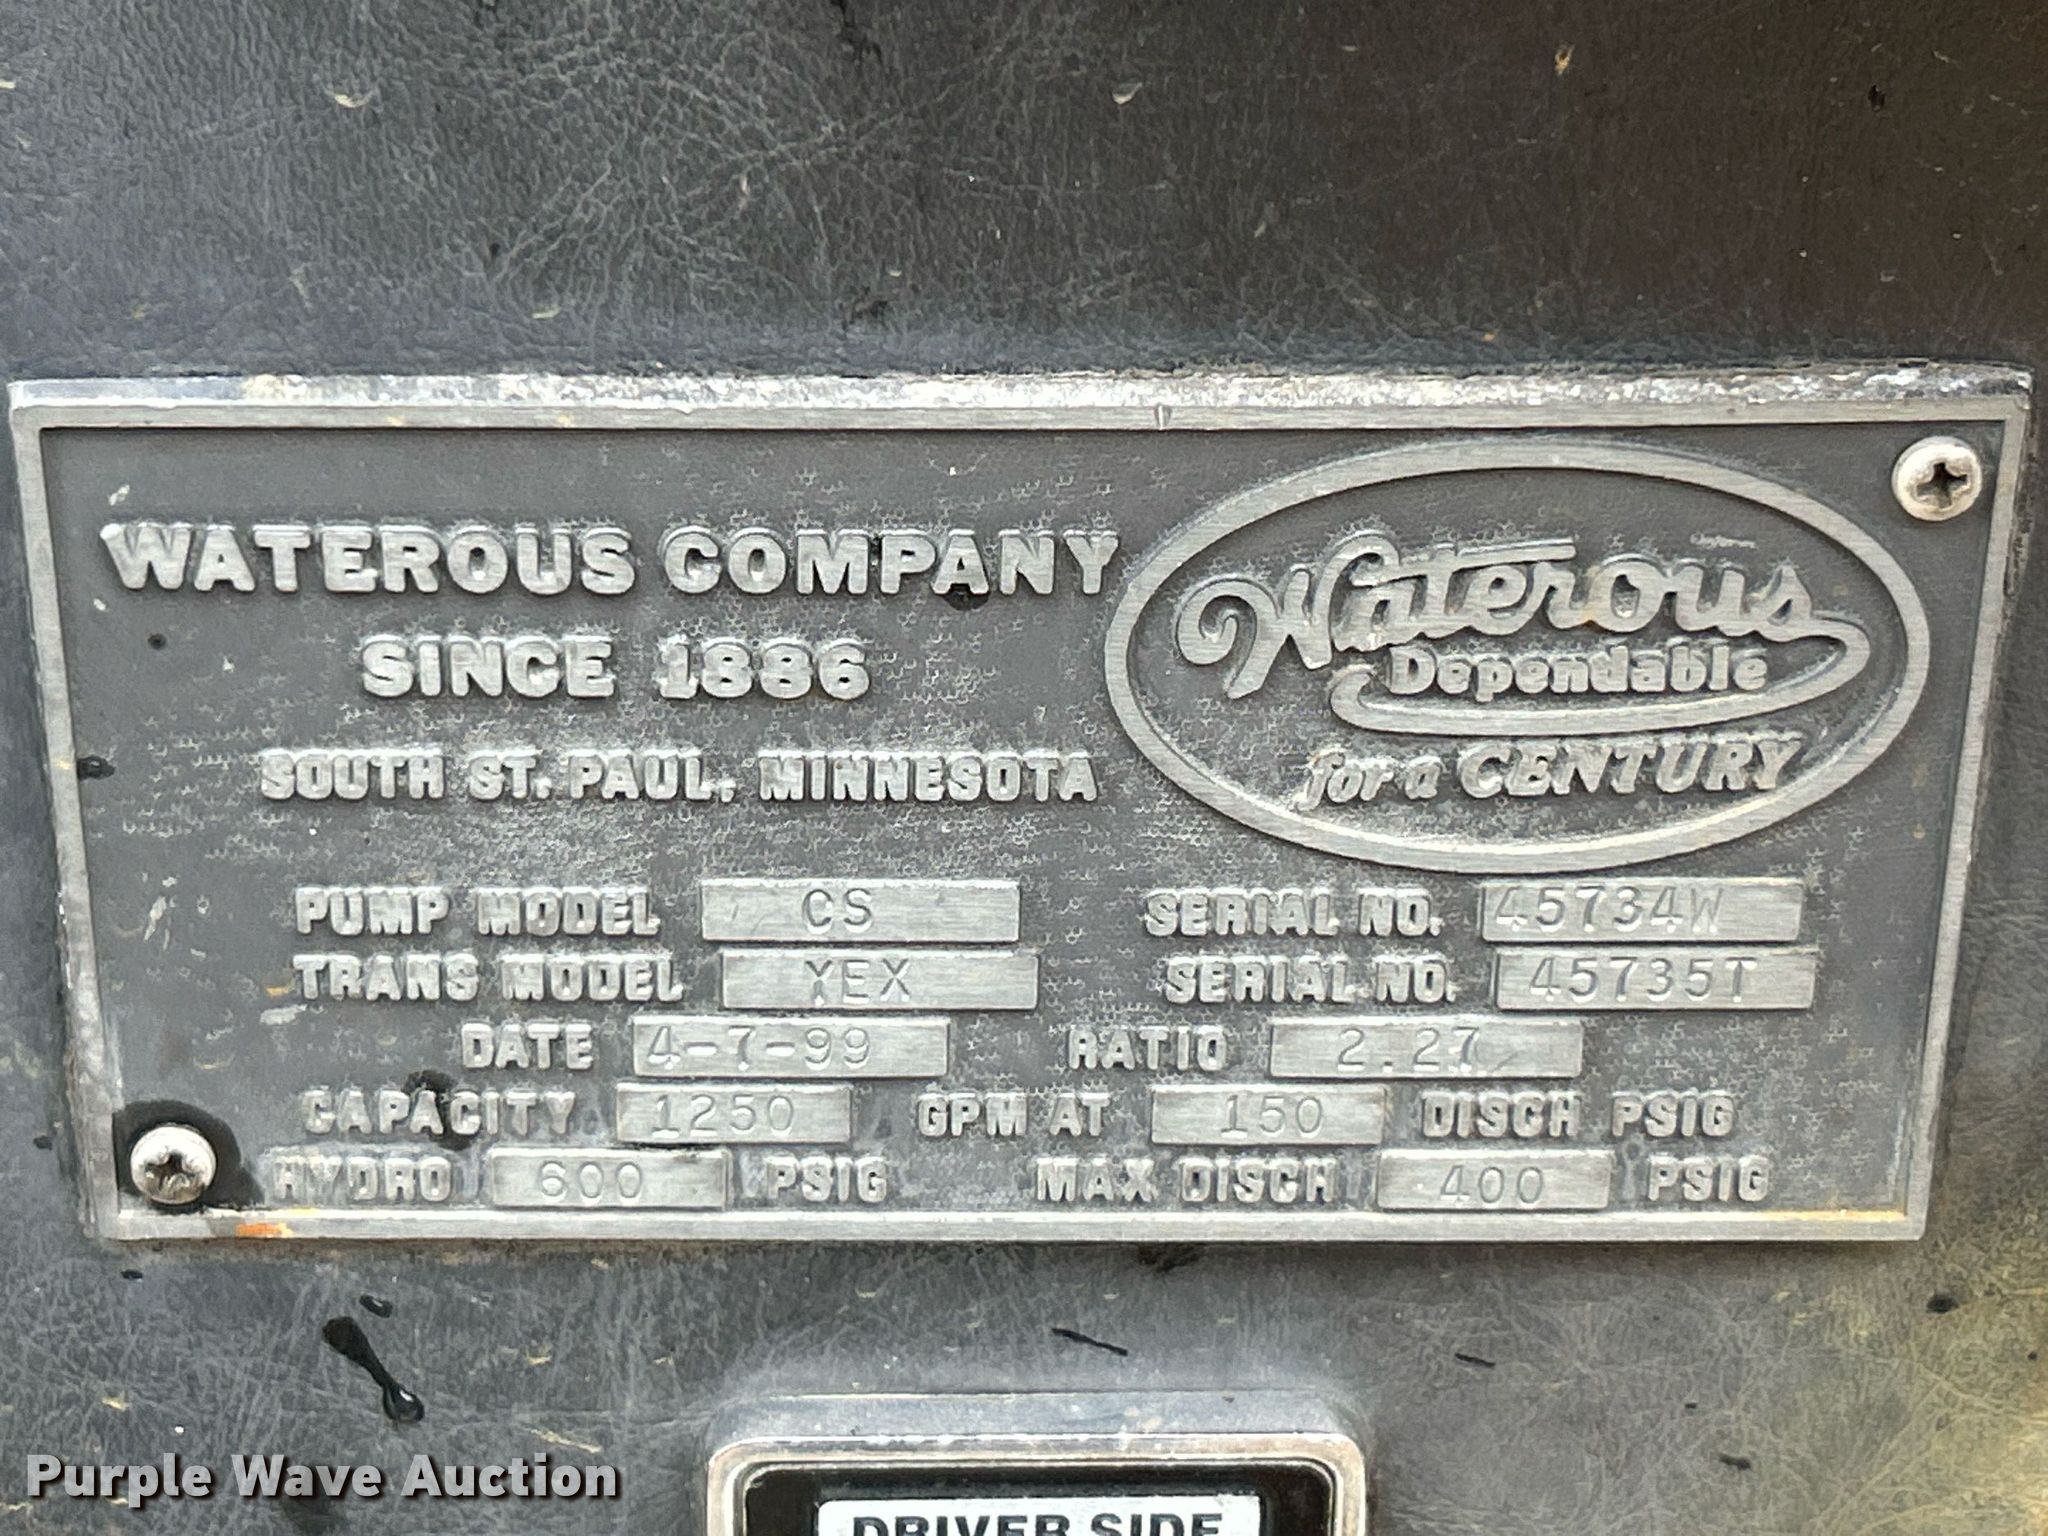 WATEROUS COMPANY
SINCE 1886
SOUTH ST. PAUL, MINNESOTA
Waterous
Dependable
for a CENTURY
PUMP MODEL CS SERIAL NO. 45734W
TRANS MODEL YEX SERIAL NO. 45735T
DATE 4-7-99 RATIO 2.27
CAPACITY 1250 GPM AT 150 DISCH PSIG
HYDRO 600 PSIG MAX DISCH 400 PSIG
Purple Wave Auction
DRIVER SIDE